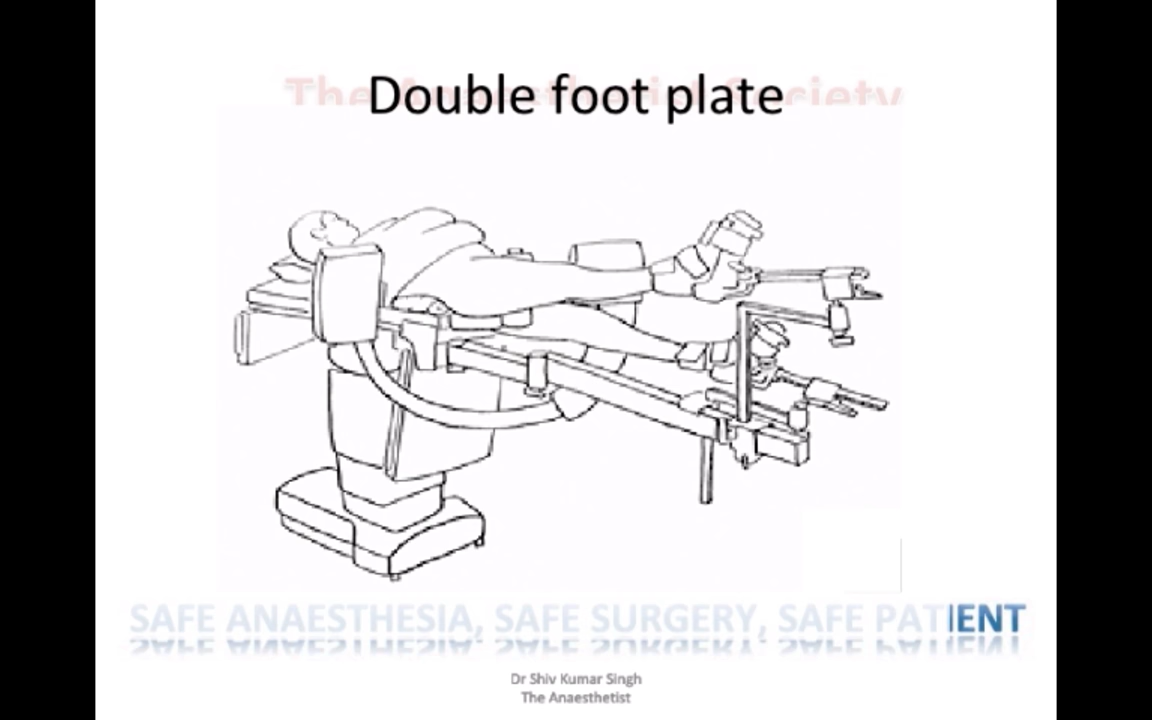 Double foot plate
SAFE ANAESTHESIA, SAFE SURGERY, SAFE PATIENT
Dr Shiv Kumar Singh
The Anaesthetist